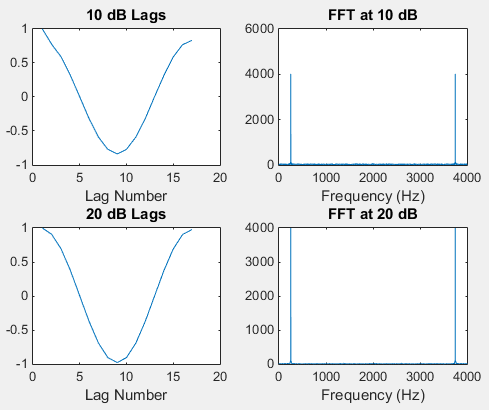 10 dB Lags
1
0.5
0
-0.5
-1
0 5 10 15 20
Lag Number
FFT at 10 dB
6000
4000
2000
0
0 1000 2000 3000 4000
Frequency (Hz)
20 dB Lags
1
0.5
0
-0.5
-1
0 5 10 15 20
Lag Number
FFT at 20 dB
4000
3000
2000
1000
0
0 1000 2000 3000 4000
Frequency (Hz)